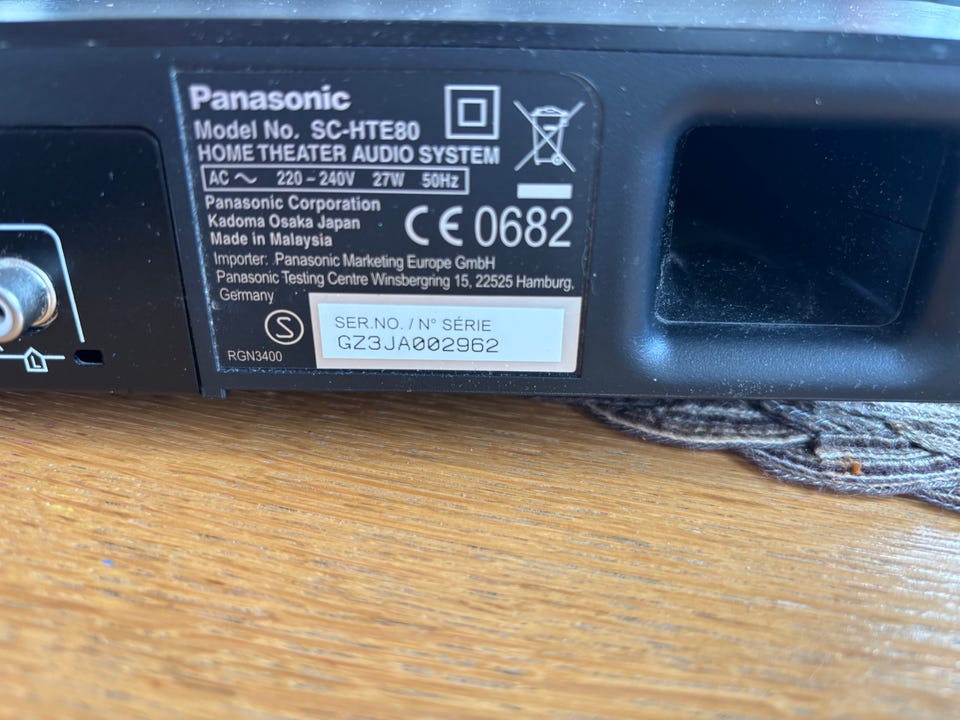 Panasonic
Model No. SC-HTE80
HOME THEATER AUDIO SYSTEM
AC ~ 220 – 240V 27W 50Hz
Panasonic Corporation
Kadoma Osaka Japan
Made in Malaysia
CE 0682
Importer: Panasonic Marketing Europe GmbH
Panasonic Testing Centre Winsbergring 15, 22525 Hamburg,
Germany
S
RGN3400
SER.NO. / N° SÉRIE
GZ3JA002962
L